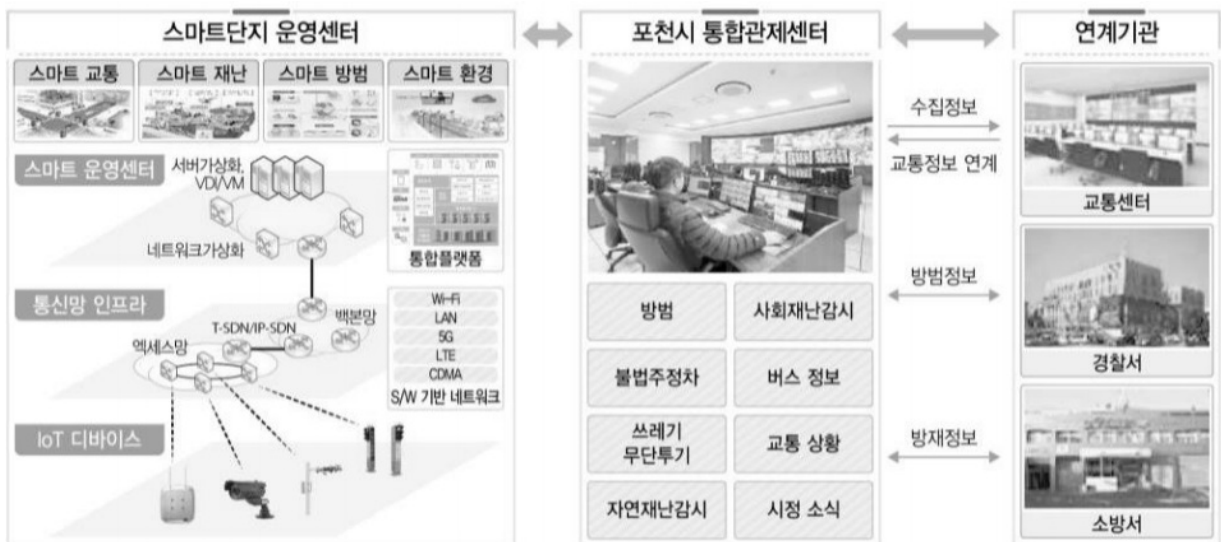 스마트단지 운영센터
포천시 통합관제센터
연계기관
스마트 교통
스마트 재난
스마트 방범
스마트 환경
스마트 운영센터
서버가상화,
VDI/VM
네트워크가상화
통합플랫폼
통신망 인프라
T-SDN/IP-SDN
백본망
엑세스망
Wi-Fi
LAN
5G
LTE
CDMA
S/W 기반 네트워크
IoT 디바이스
방범
사회재난감시
불법주정차
버스 정보
쓰레기
무단투기
교통 상황
자연재난감시
시정 소식
수집정보
교통정보 연계
방범정보
방재정보
교통센터
경찰서
소방서